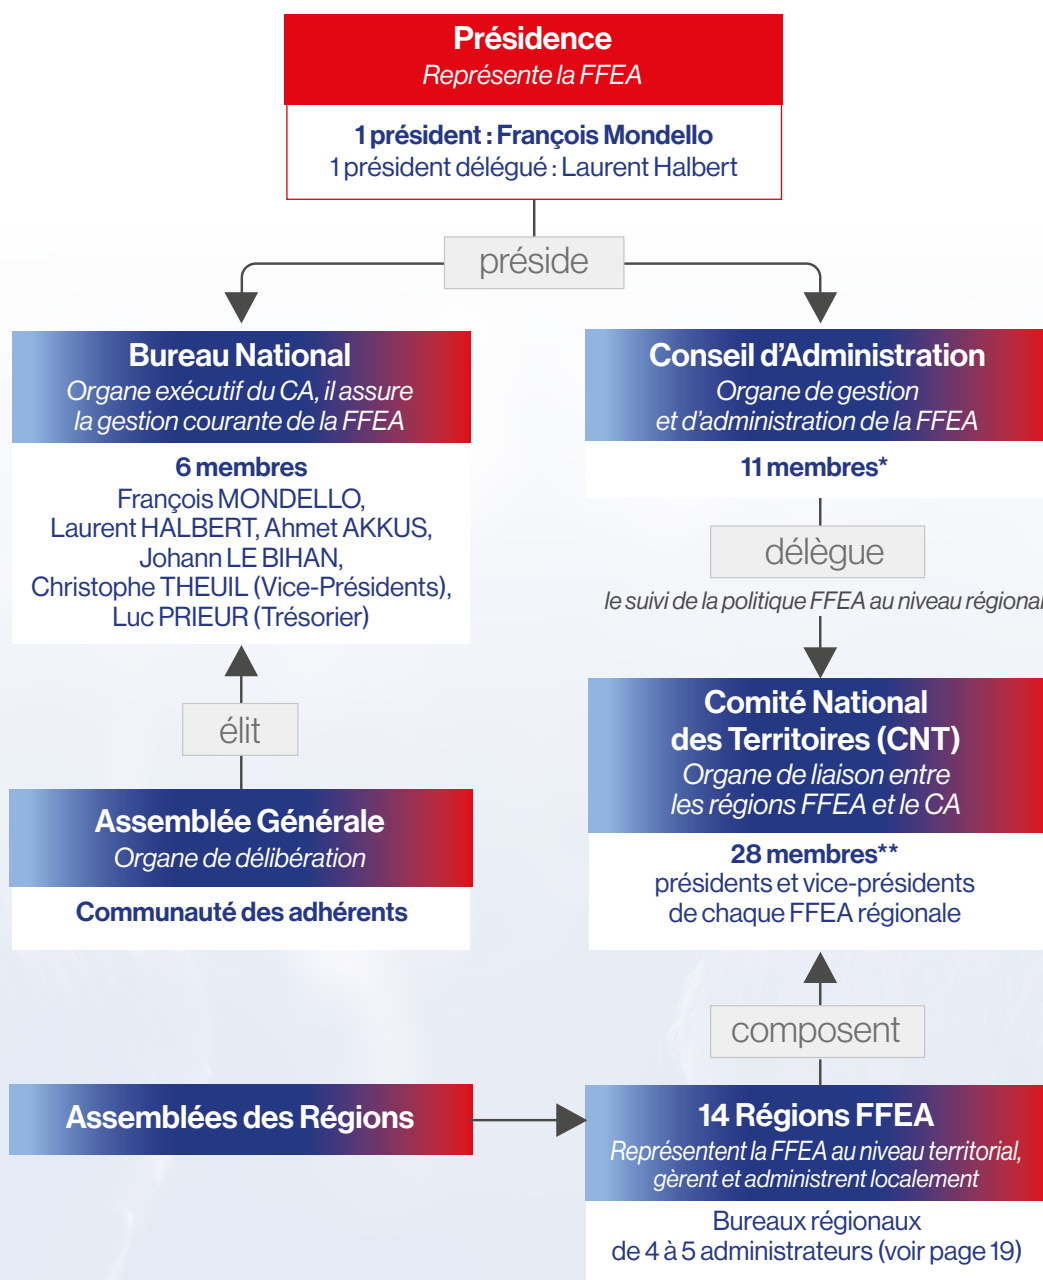 Présidence
Représente la FFEA
1 président : François Mondello
1 président délégué : Laurent Halbert
préside
Bureau National
Organe exécutif du CA, il assure
la gestion courante de la FFEA
6 membres
François MONDELLO,
Laurent HALBERT, Ahmet AKKUS,
Johann LE BIHAN,
Christophe THEUIL (Vice-Présidents),
Luc PRIEUR (Trésorier)
élit
Assemblée Générale
Organe de délibération
Communauté des adhérents
Conseil d'Administration
Organe de gestion
et d'administration de la FFEA
11 membres*
délègue
le suivi de la politique FFEA au niveau régional
Comité National
des Territoires (CNT)
Organe de liaison entre
les régions FFEA et le CA
28 membres**
présidents et vice-présidents
de chaque FFEA régionale
composent
Assemblées des Régions
14 Régions FFEA
Représentent la FFEA au niveau territorial,
gèrent et administrent localement
Bureaux régionaux
de 4 à 5 administrateurs (voir page 19)